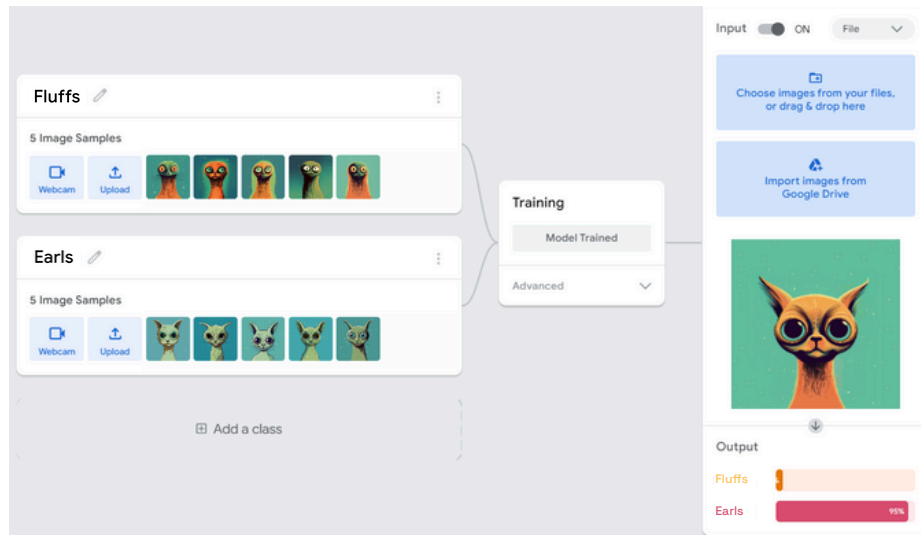 Fluffs
5 Image Samples
Webcam
Upload
Earls
5 Image Samples
Webcam
Upload
Add a class
Training
Model Trained
Advanced
Input
ON
File
Choose images from your files,
or drag & drop here
Import images from
Google Drive
Output
Fluffs
Earls
95%